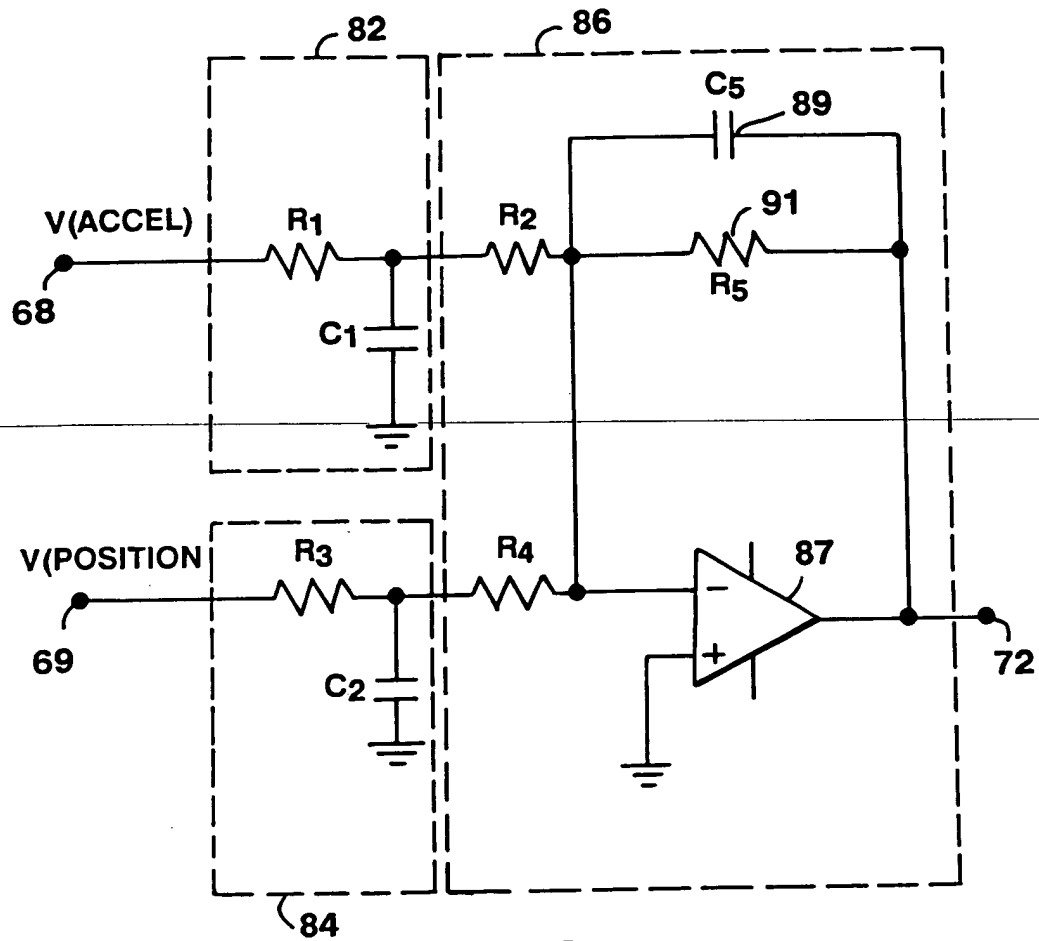 82
86
C5
89
V(ACCEL)
R1
R2
91
R5
68
C1
V(POSITION
R3
R4
87
69
C2
72
84